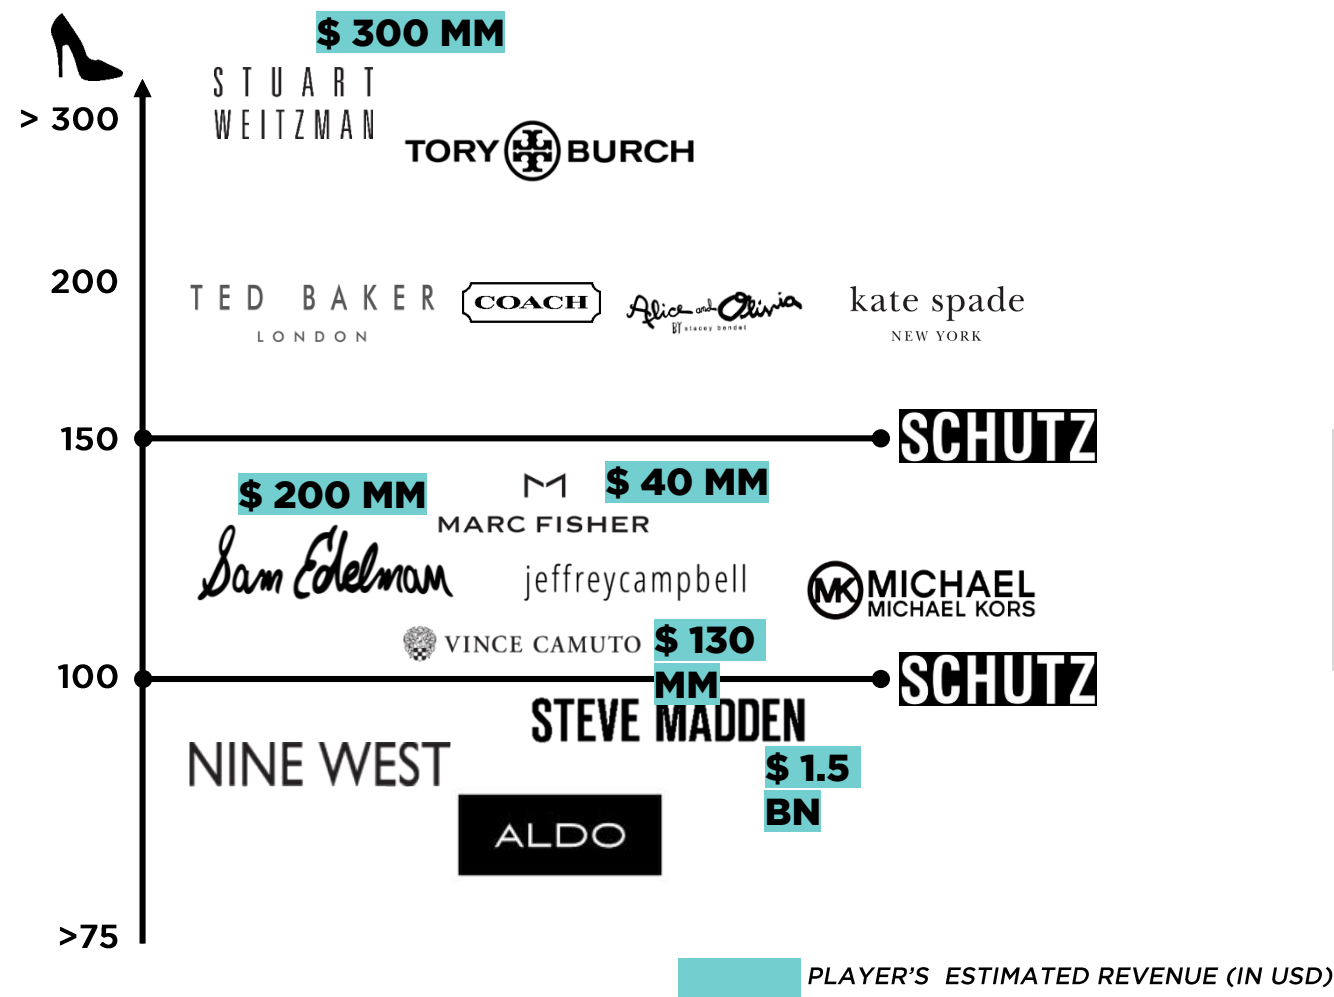 $ 300 MM
STUART
WEITZMAN
> 300
TORY BURCH
200
TED BAKER
LONDON
COACH
Alice and Olivia
BY stacey bendet
kate spade
NEW YORK
150
SCHUTZ
$ 200 MM
$ 40 MM
MARC FISHER
Sam Edelman
jeffreycampbell
MK MICHAEL
MICHAEL KORS
VINCE CAMUTO
$ 130
MM
100
SCHUTZ
STEVE MADDEN
NINE WEST
$ 1.5
BN
ALDO
>75
PLAYER'S ESTIMATED REVENUE (IN USD)